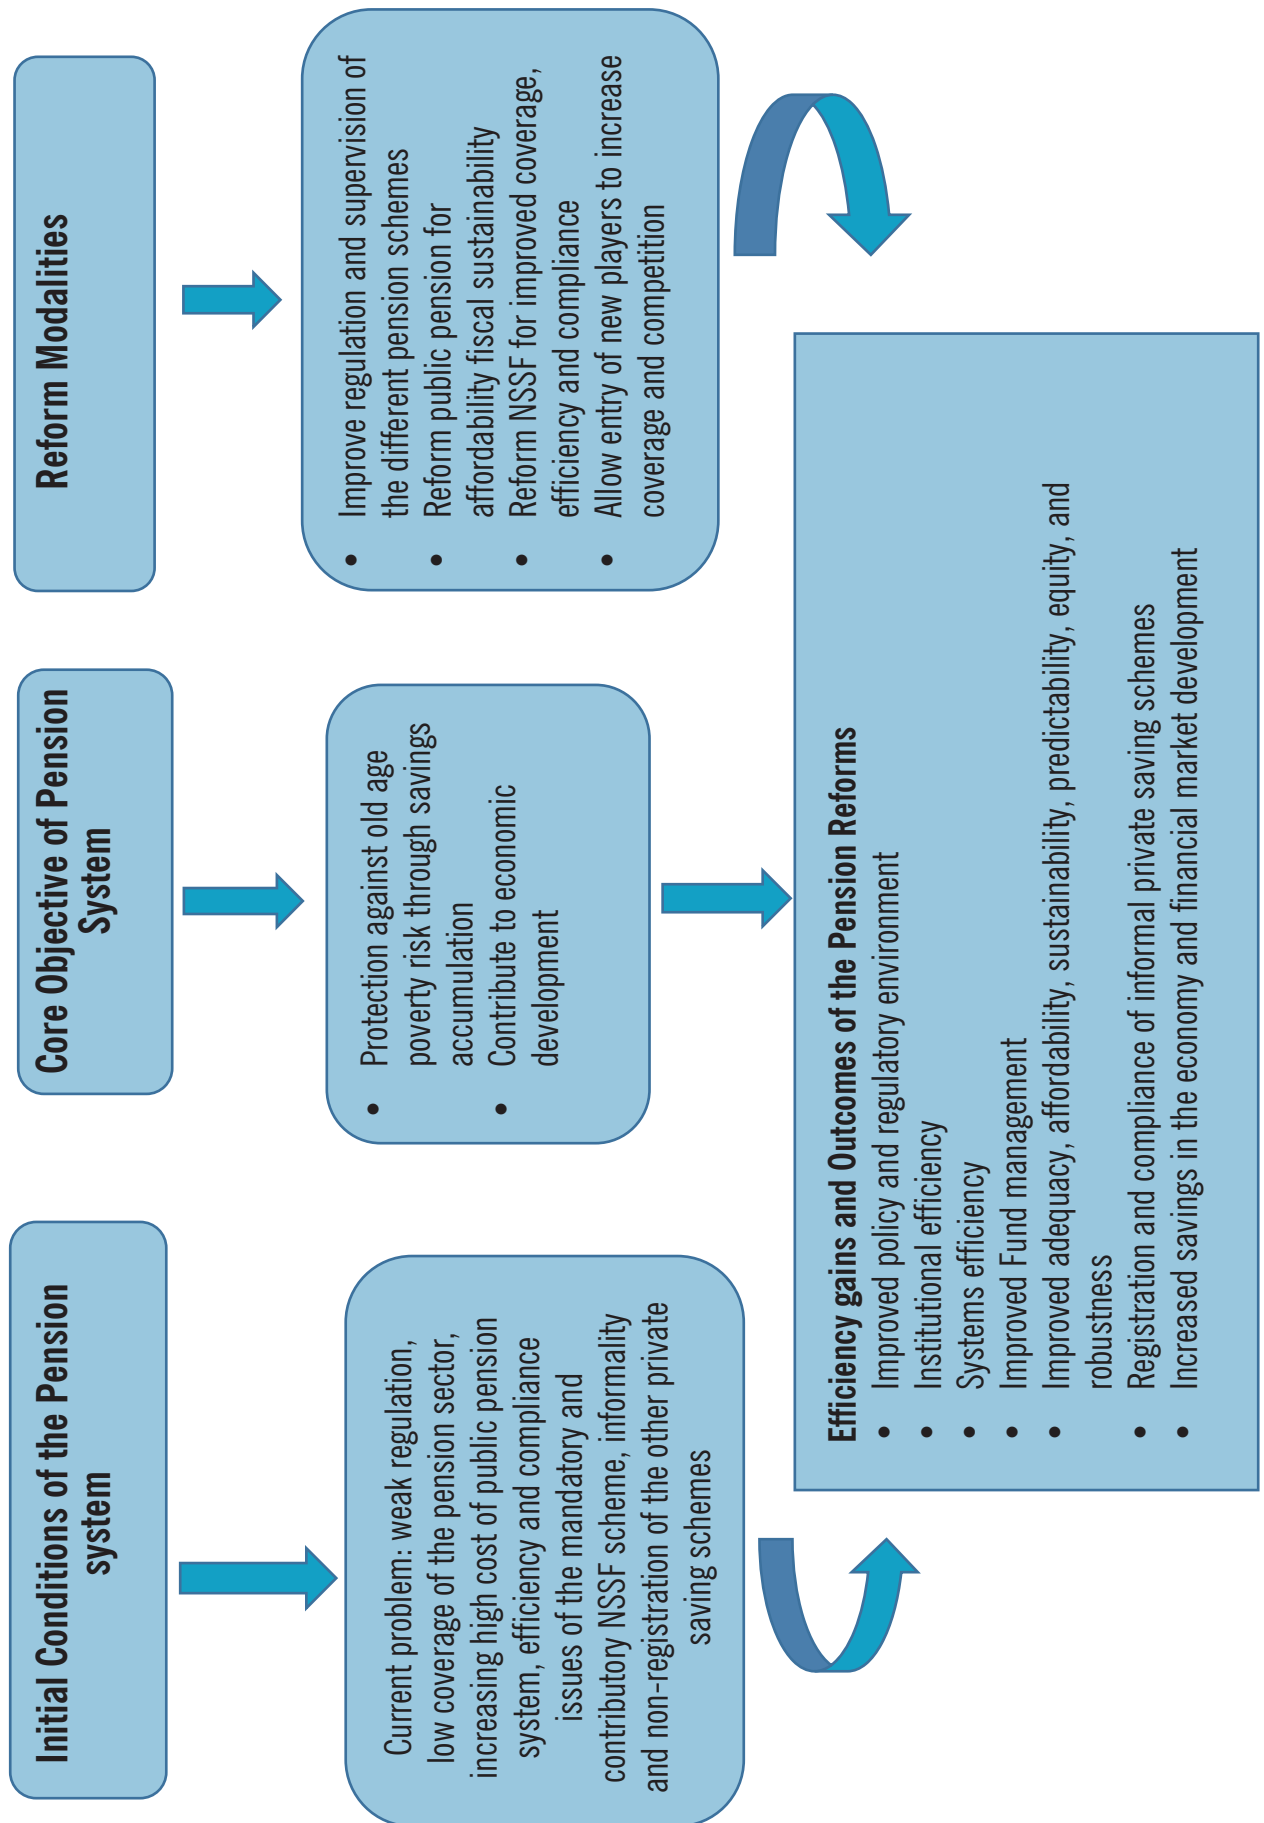 Initial Conditions of the Pension
system
Current problem: weak regulation,
low coverage of the pension sector,
increasing high cost of public pension
system, efficiency and compliance
issues of the mandatory and
contributory NSSF scheme, informality
and non-registration of the other private
saving schemes
Core Objective of Pension
System
• Protection against old age
poverty risk through savings
accumulation
• Contribute to economic
development
Reform Modalities
• Improve regulation and supervision of
the different pension schemes
• Reform public pension for
affordability fiscal sustainability
• Reform NSSF for improved coverage,
efficiency and compliance
• Allow entry of new players to increase
coverage and competition
Efficiency gains and Outcomes of the Pension Reforms
• Improved policy and regulatory environment
• Institutional efficiency
• Systems efficiency
• Improved Fund management
• Improved adequacy, affordability, sustainability, predictability, equity, and
robustness
• Registration and compliance of informal private saving schemes
• Increased savings in the economy and financial market development